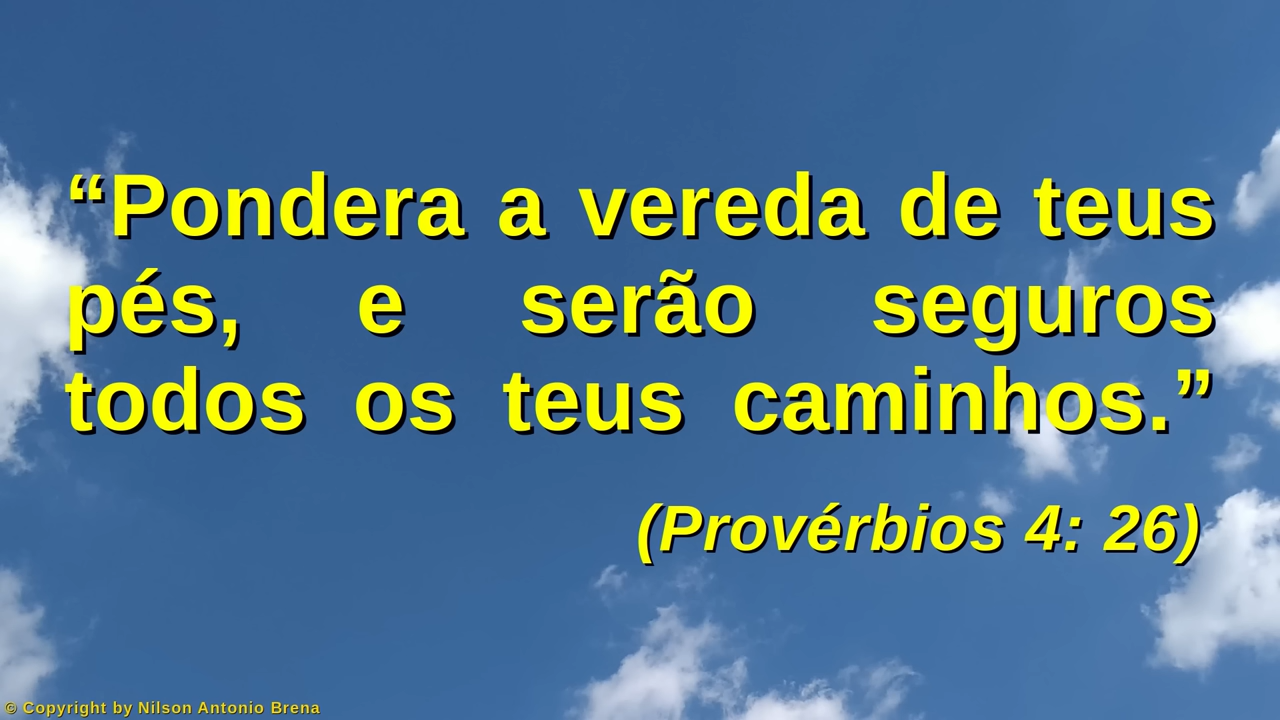 “Pondera a vereda de teus
pés, e serão seguros
todos os teus caminhos.”
(Provérbios 4: 26)
© Copyright by Nilson Antonio Brena